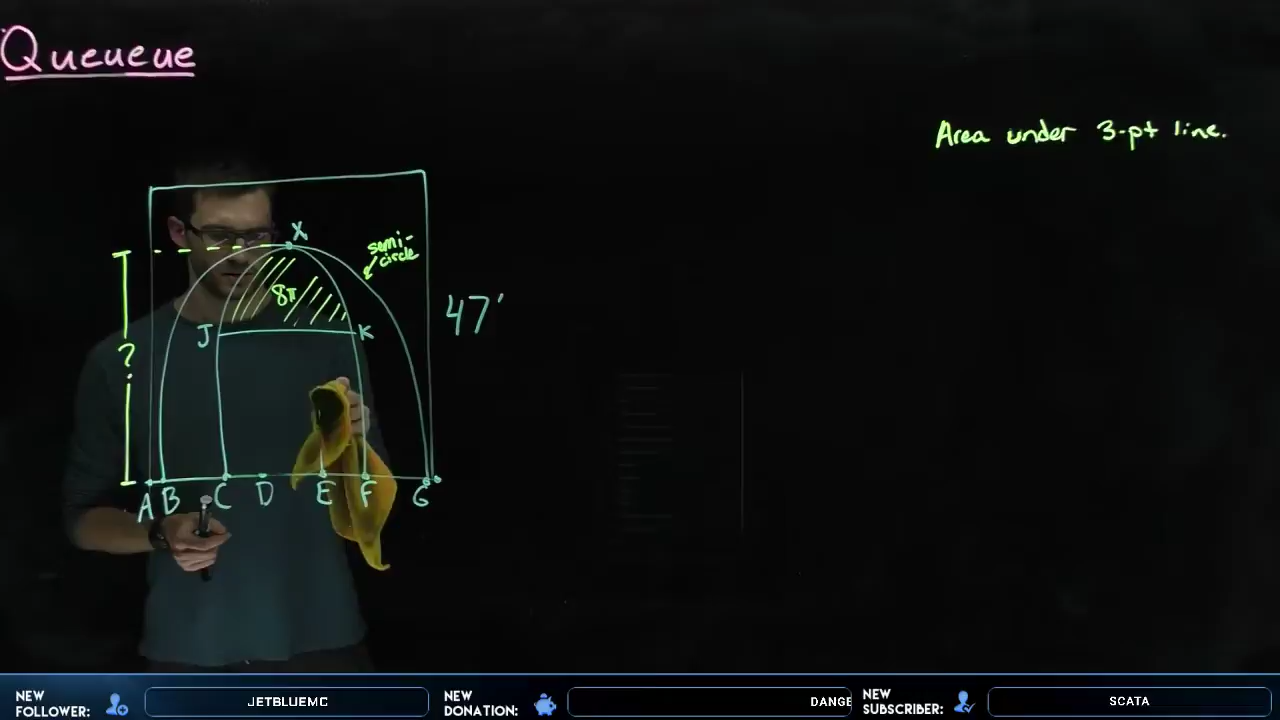 Queueue
Area under 3-pt line.
X
semi-
circle
8π
47'
J
K
?
A B C D E F G
NEW
FOLLOWER:
JETBLUEMC
NEW
DONATION:
DANGE
NEW
SUBSCRIBER:
SCATA